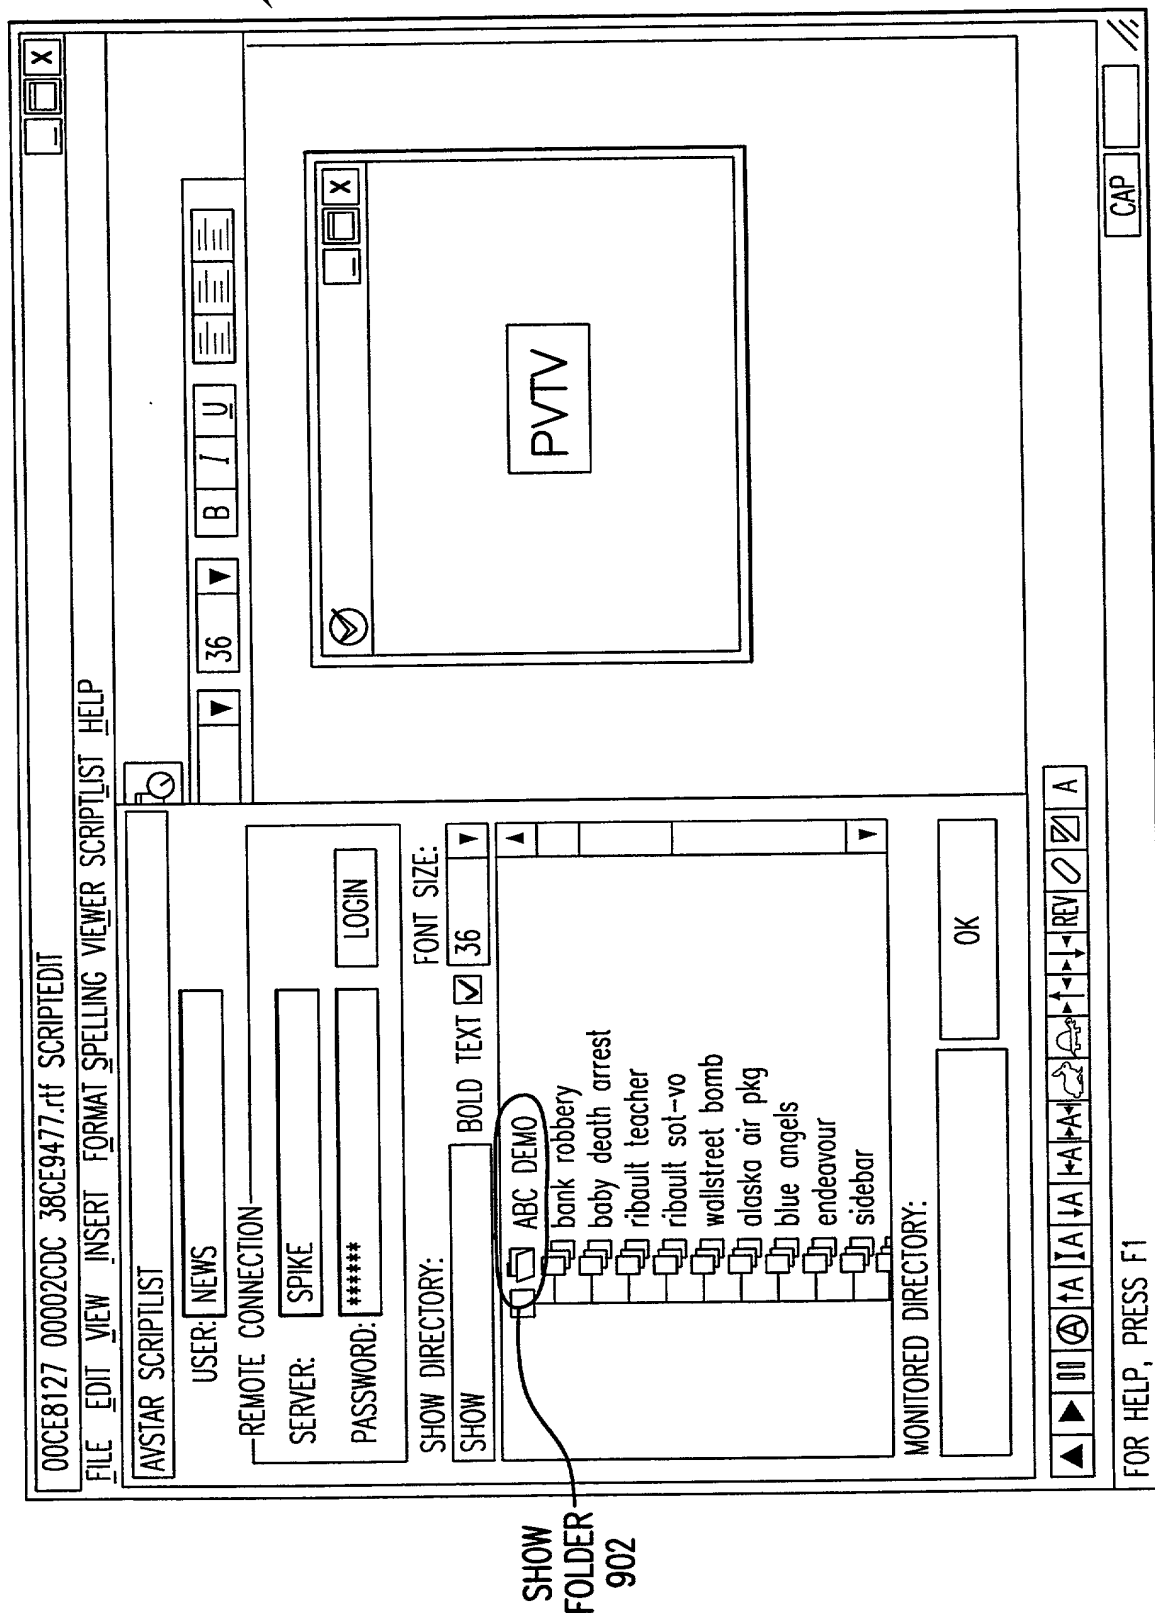 00CE8127 00002CDC 38CE9477.rtf SCRIPTEDIT
X
FILE EDIT VIEW INSERT FORMAT SPELLING VIEWER SCRIPTLIST HELP
AVSTAR SCRIPTLIST
USER: NEWS
REMOTE CONNECTION
SERVER: SPIKE
PASSWORD: ******
LOGIN
SHOW DIRECTORY:
FONT SIZE:
SHOW
BOLD TEXT
36
ABC DEMO
bank robbery
baby death arrest
ribault teacher
ribault sot-vo
wallstreet bomb
alaska air pkg
blue angels
endeavour
sidebar
MONITORED DIRECTORY:
OK
36
B I U
X
PVTV
A A A A A A REV A
FOR HELP, PRESS F1
CAP
SHOW
FOLDER
902